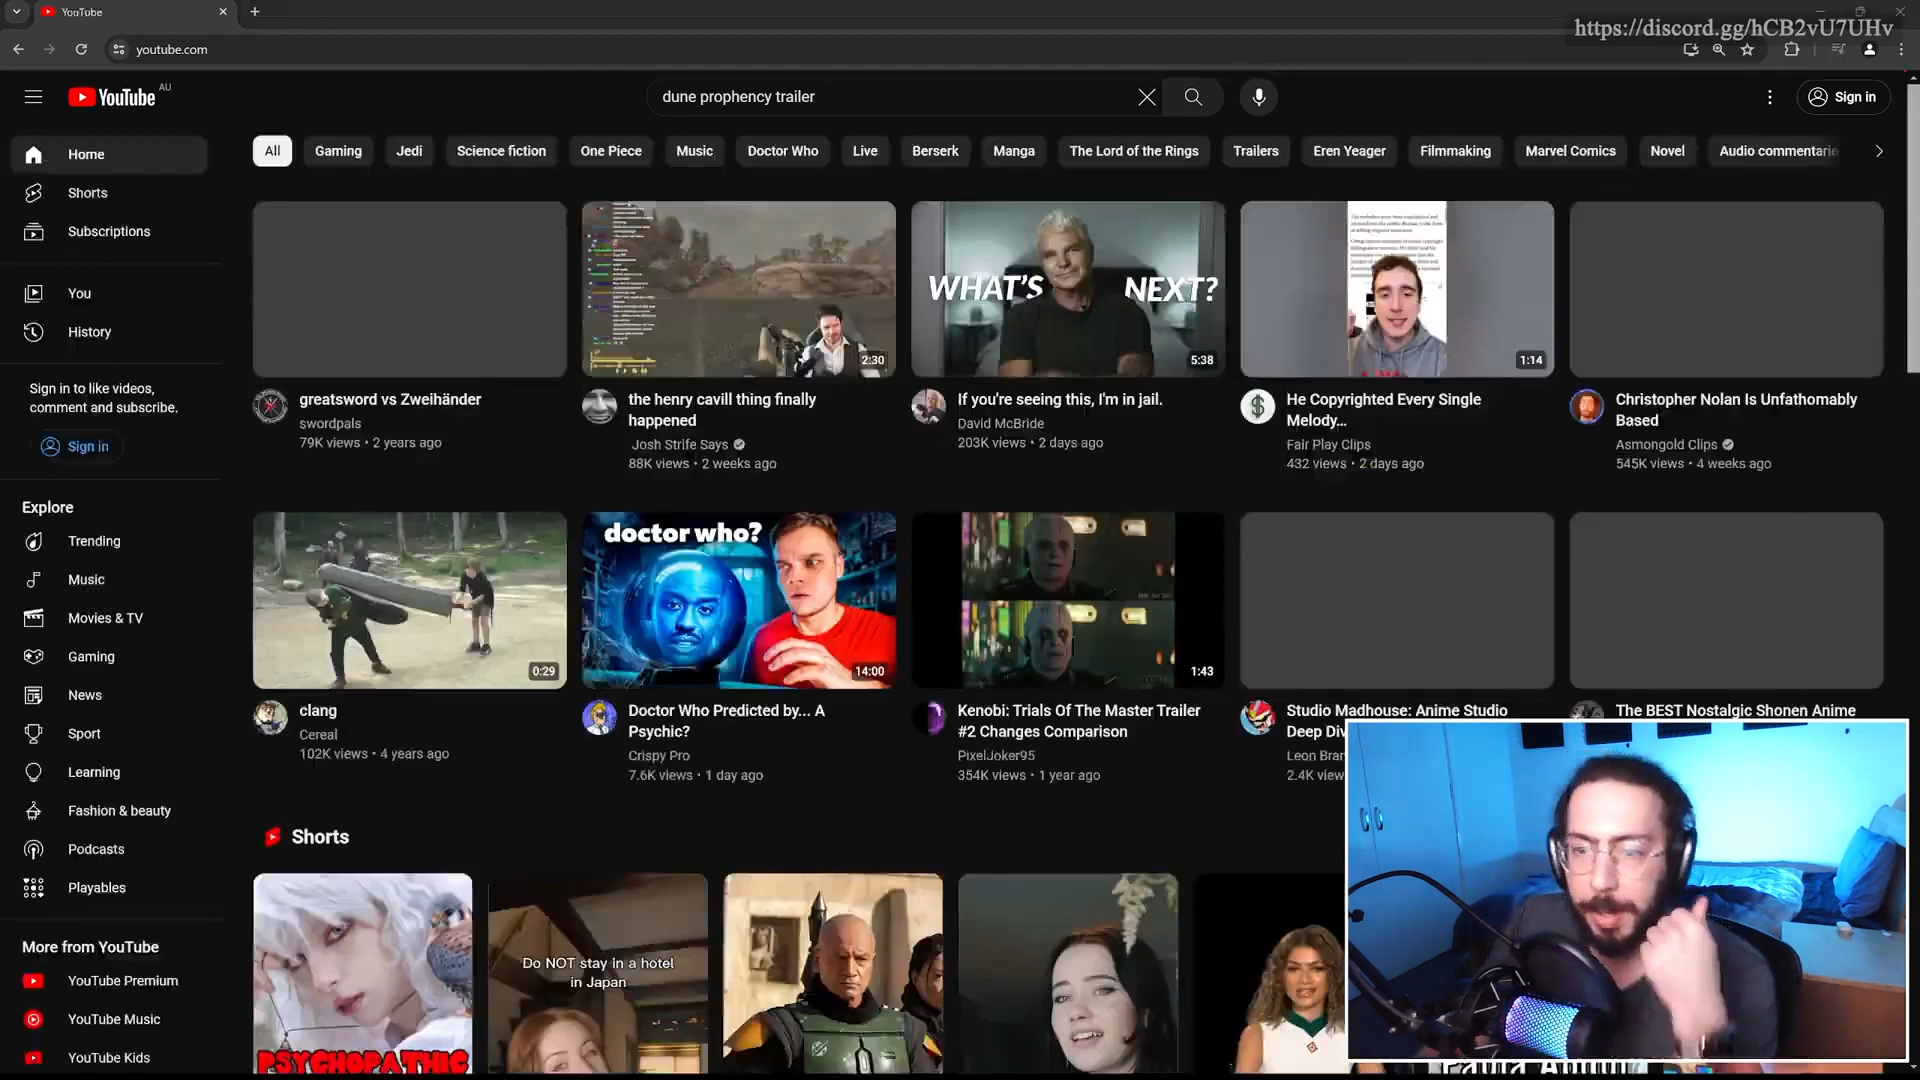 YouTube
https://discord.gg/hCB2vU7UHv
youtube.com
YouTube AU
dune prophency trailer
Sign in
Home
Shorts
Subscriptions
You
History
Sign in to like videos,
comment and subscribe.
Sign in
Explore
Trending
Music
Movies & TV
Gaming
News
Sport
Learning
Fashion & beauty
Podcasts
Playables
More from YouTube
YouTube Premium
YouTube Music
YouTube Kids
All
Gaming
Jedi
Science fiction
One Piece
Music
Doctor Who
Live
Berserk
Manga
The Lord of the Rings
Trailers
Eren Yeager
Filmmaking
Marvel Comics
Novel
Audio commentarie
greatsword vs Zweihänder
swordpals
79K views • 2 years ago
2:30
the henry cavill thing finally
happened
Josh Strife Says
88K views • 2 weeks ago
WHAT'S NEXT?
5:38
If you're seeing this, I'm in jail.
David McBride
203K views • 2 days ago
1:14
He Copyrighted Every Single
Melody...
Fair Play Clips
432 views • 2 days ago
Christopher Nolan Is Unfathomably
Based
Asmongold Clips
545K views • 4 weeks ago
0:29
clang
Cereal
102K views • 4 years ago
doctor who?
14:00
Doctor Who Predicted by... A
Psychic?
Crispy Pro
7.6K views • 1 day ago
1:43
Kenobi: Trials Of The Master Trailer
#2 Changes Comparison
PixelJoker95
354K views • 1 year ago
Studio Madhouse: Anime Studio
Deep Div
Leon Bran
2.4K view
The BEST Nostalgic Shonen Anime
Shorts
PSYCHOPATHIC
Do NOT stay in a hotel
in Japan